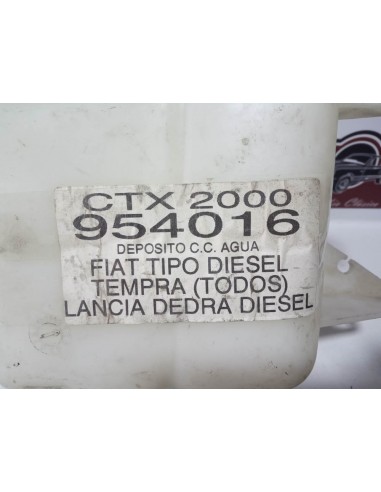 CTX 2000
954016
DEPOSITO C.C. AGUA
FIAT TIPO DIESEL
TEMPRA (TODOS)
LANCIA DEDRA DIESEL